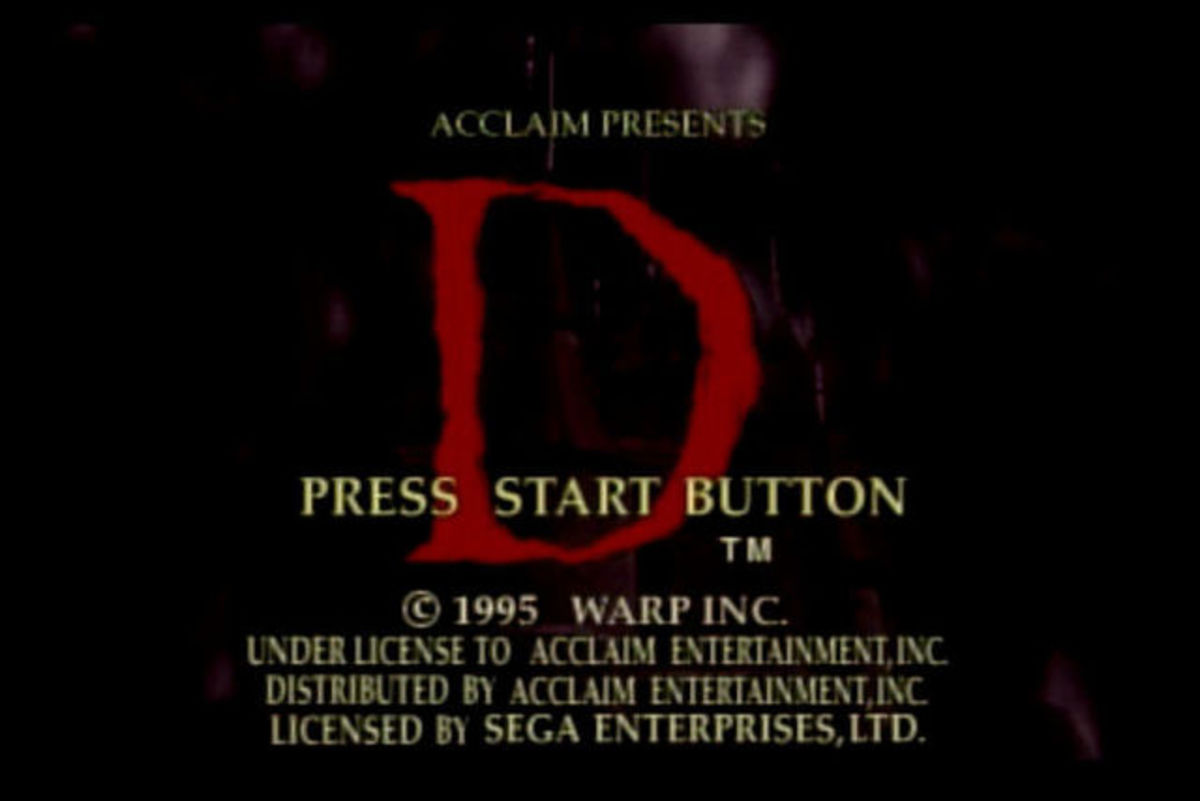 ACCLAIM PRESENTS
D
PRESS START BUTTON
TM
© 1995 WARP INC.
UNDER LICENSE TO ACCLAIM ENTERTAINMENT, INC.
DISTRIBUTED BY ACCLAIM ENTERTAINMENT, INC.
LICENSED BY SEGA ENTERPRISES, LTD.